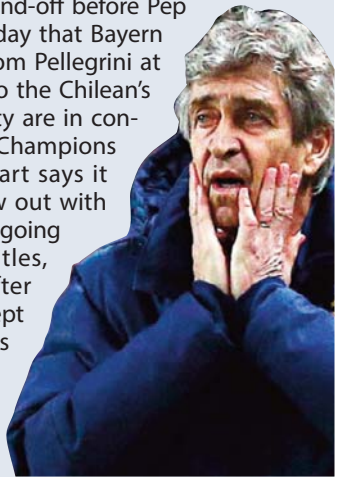 nd-off before Pep
day that Bayern
om Pellegrini at
o the Chilean's
ty are in con-
Champions
art says it
w out with
going
tles,
fter
ept
s